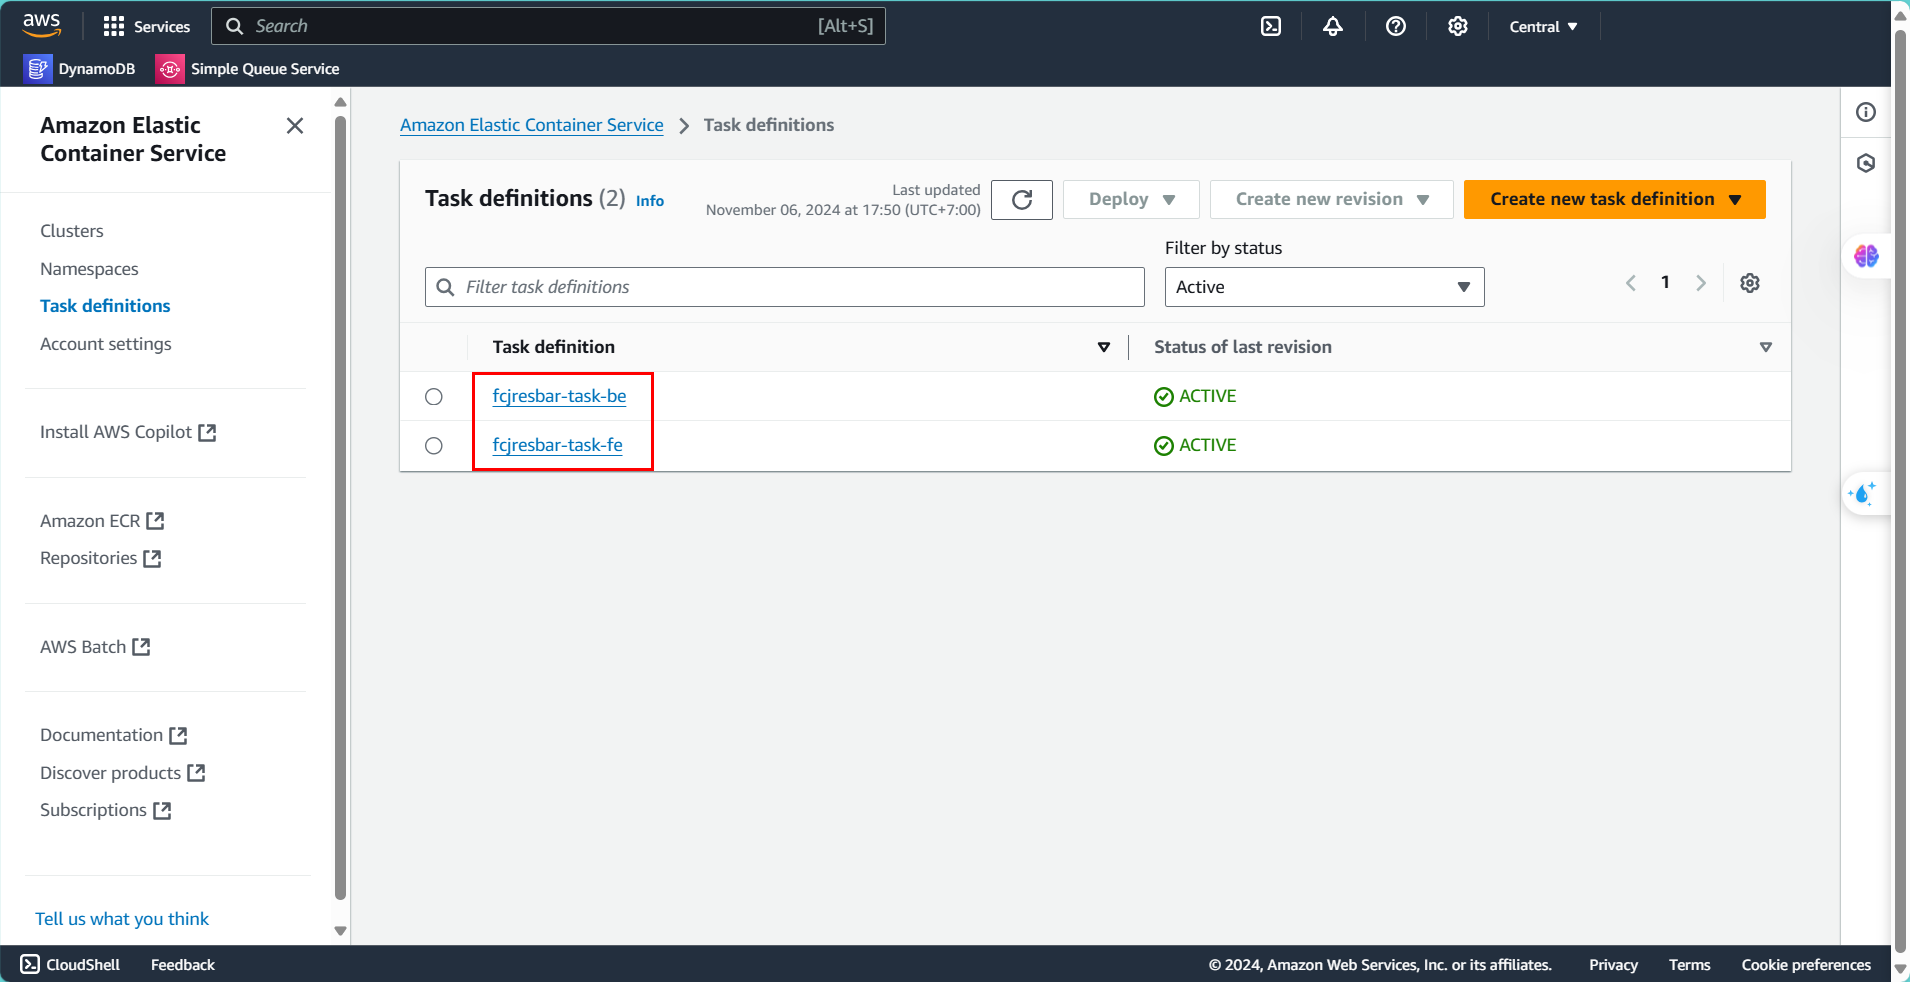 aws
Services
Search
[Alt+S]
Central
DynamoDB
Simple Queue Service
Amazon Elastic
Container Service
Clusters
Namespaces
Task definitions
Account settings
Install AWS Copilot
Amazon ECR
Repositories
AWS Batch
Documentation
Discover products
Subscriptions
Tell us what you think
Amazon Elastic Container Service
Task definitions
Task definitions (2)
Info
Last updated
November 06, 2024 at 17:50 (UTC+7:00)
Deploy
Create new revision
Create new task definition
Filter by status
Filter task definitions
Active
1
Task definition
Status of last revision
fcjresbar-task-be
ACTIVE
fcjresbar-task-fe
ACTIVE
CloudShell
Feedback
© 2024, Amazon Web Services, Inc. or its affiliates.
Privacy
Terms
Cookie preferences